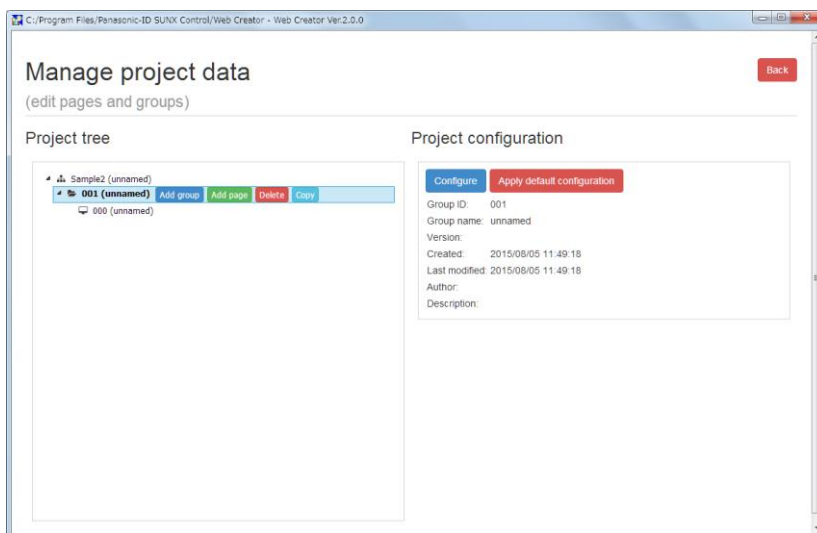 C:/Program Files/Panasonic-ID SUNX Control/Web Creator - Web Creator Ver.2.0.0
Manage project data
Back
(edit pages and groups)
Project tree
Sample2 (unnamed)
001 (unnamed) Add group Add page Delete Copy
000 (unnamed)
Project configuration
Configure Apply default configuration
Group ID: 001
Group name: unnamed
Version:
Created: 2015/08/05 11:49:18
Last modified: 2015/08/05 11:49:18
Author:
Description: